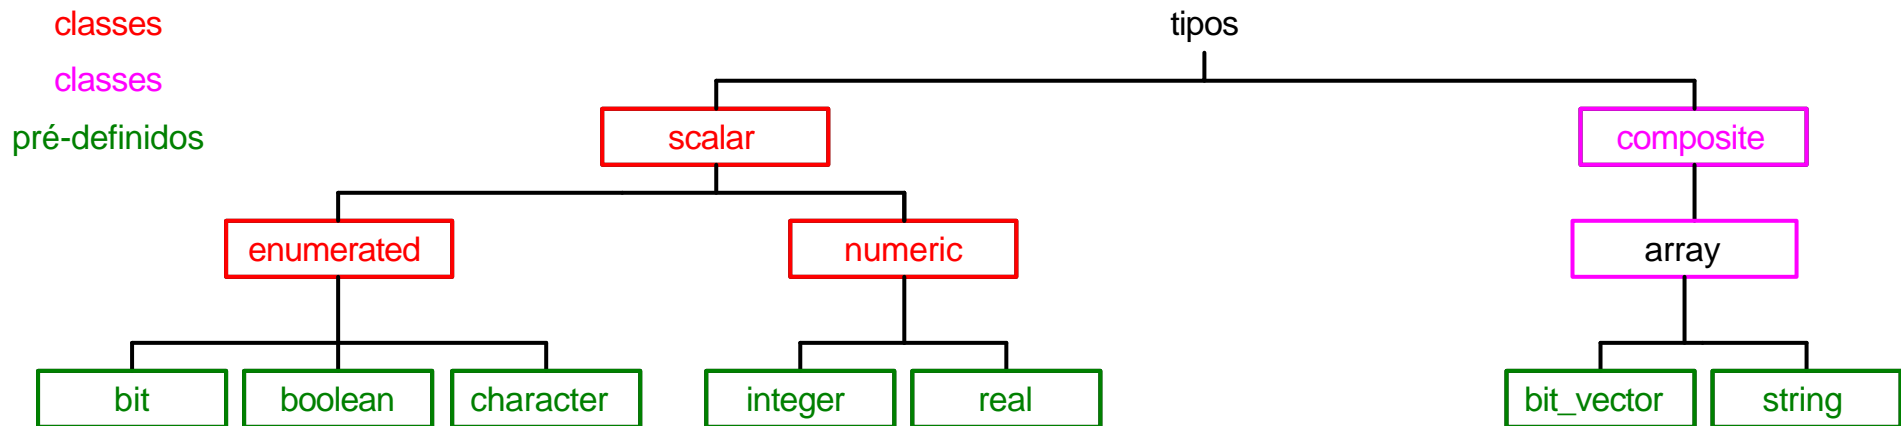 classes
tipos
classes
pré-definidos
scalar
composite
enumerated
numeric
array
bit
boolean
character
integer
real
bit_vector
string